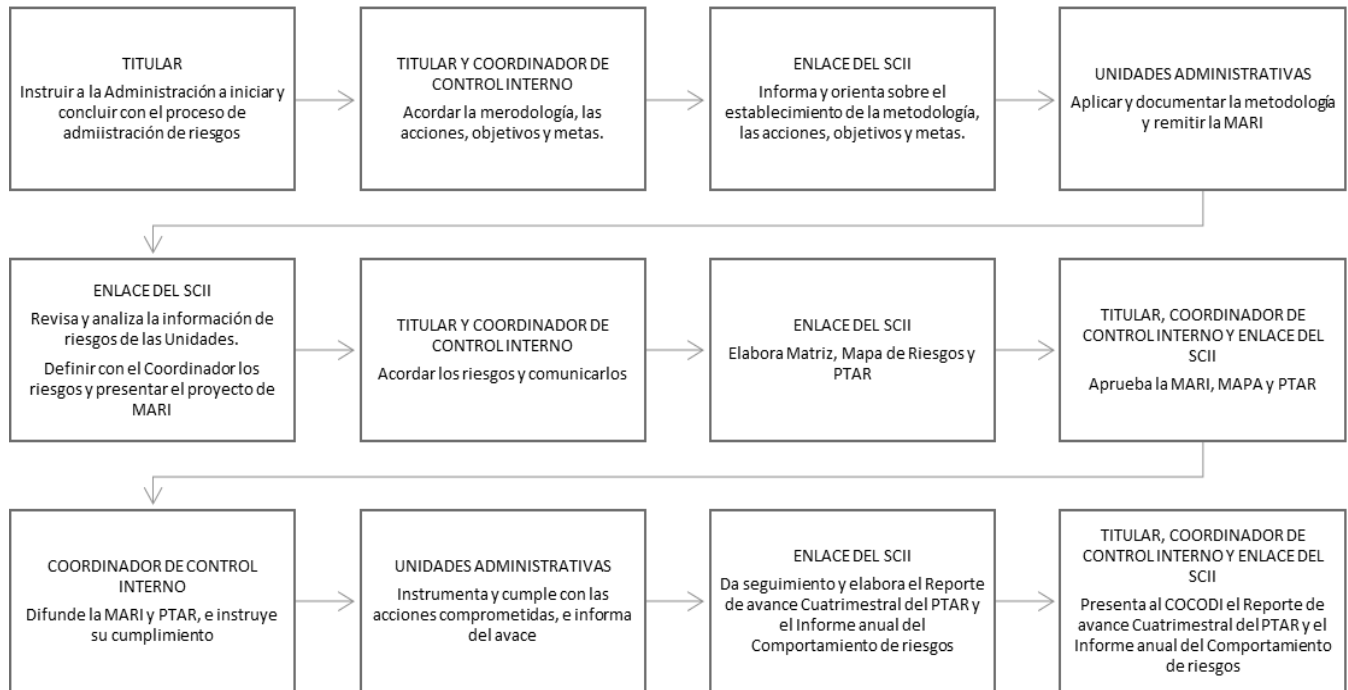 TITULAR
Instruir a la Administración a iniciar y
concluir con el proceso de
admiistración de riesgos
TITULAR Y COORDINADOR DE
CONTROL INTERNO
Acordar la merodología, las
acciones, objetivos y metas.
ENLACE DEL SCII
Informa y orienta sobre el
establecimiento de la metodología,
las acciones, objetivos y metas.
UNIDADES ADMINISTRATIVAS
Aplicar y documentar la metodología
y remitir la MARI
ENLACE DEL SCII
Revisa y analiza la información de
riesgos de las Unidades.
Definir con el Coordinador los
riesgos y presentar el proyecto de
MARI
TITULAR Y COORDINADOR DE
CONTROL INTERNO
Acordar los riesgos y comunicarlos
ENLACE DEL SCII
Elabora Matriz, Mapa de Riesgos y
PTAR
TITULAR, COORDINADOR DE
CONTROL INTERNO Y ENLACE DEL
SCII
Aprueba la MARI, MAPA y PTAR
COORDINADOR DE CONTROL
INTERNO
Difunde la MARI y PTAR, e instruye
su cumplimiento
UNIDADES ADMINISTRATIVAS
Instrumenta y cumple con las
acciones comprometidas, e informa
del avace
ENLACE DEL SCII
Da seguimiento y elabora el Reporte
de avance Cuatrimestral del PTAR y
el Informe anual del
Comportamiento de riesgos
TITULAR, COORDINADOR DE
CONTROL INTERNO Y ENLACE DEL
SCII
Presenta al COCODI el Reporte de
avance Cuatrimestral del PTAR y el
Informe anual del Comportamiento
de riesgos